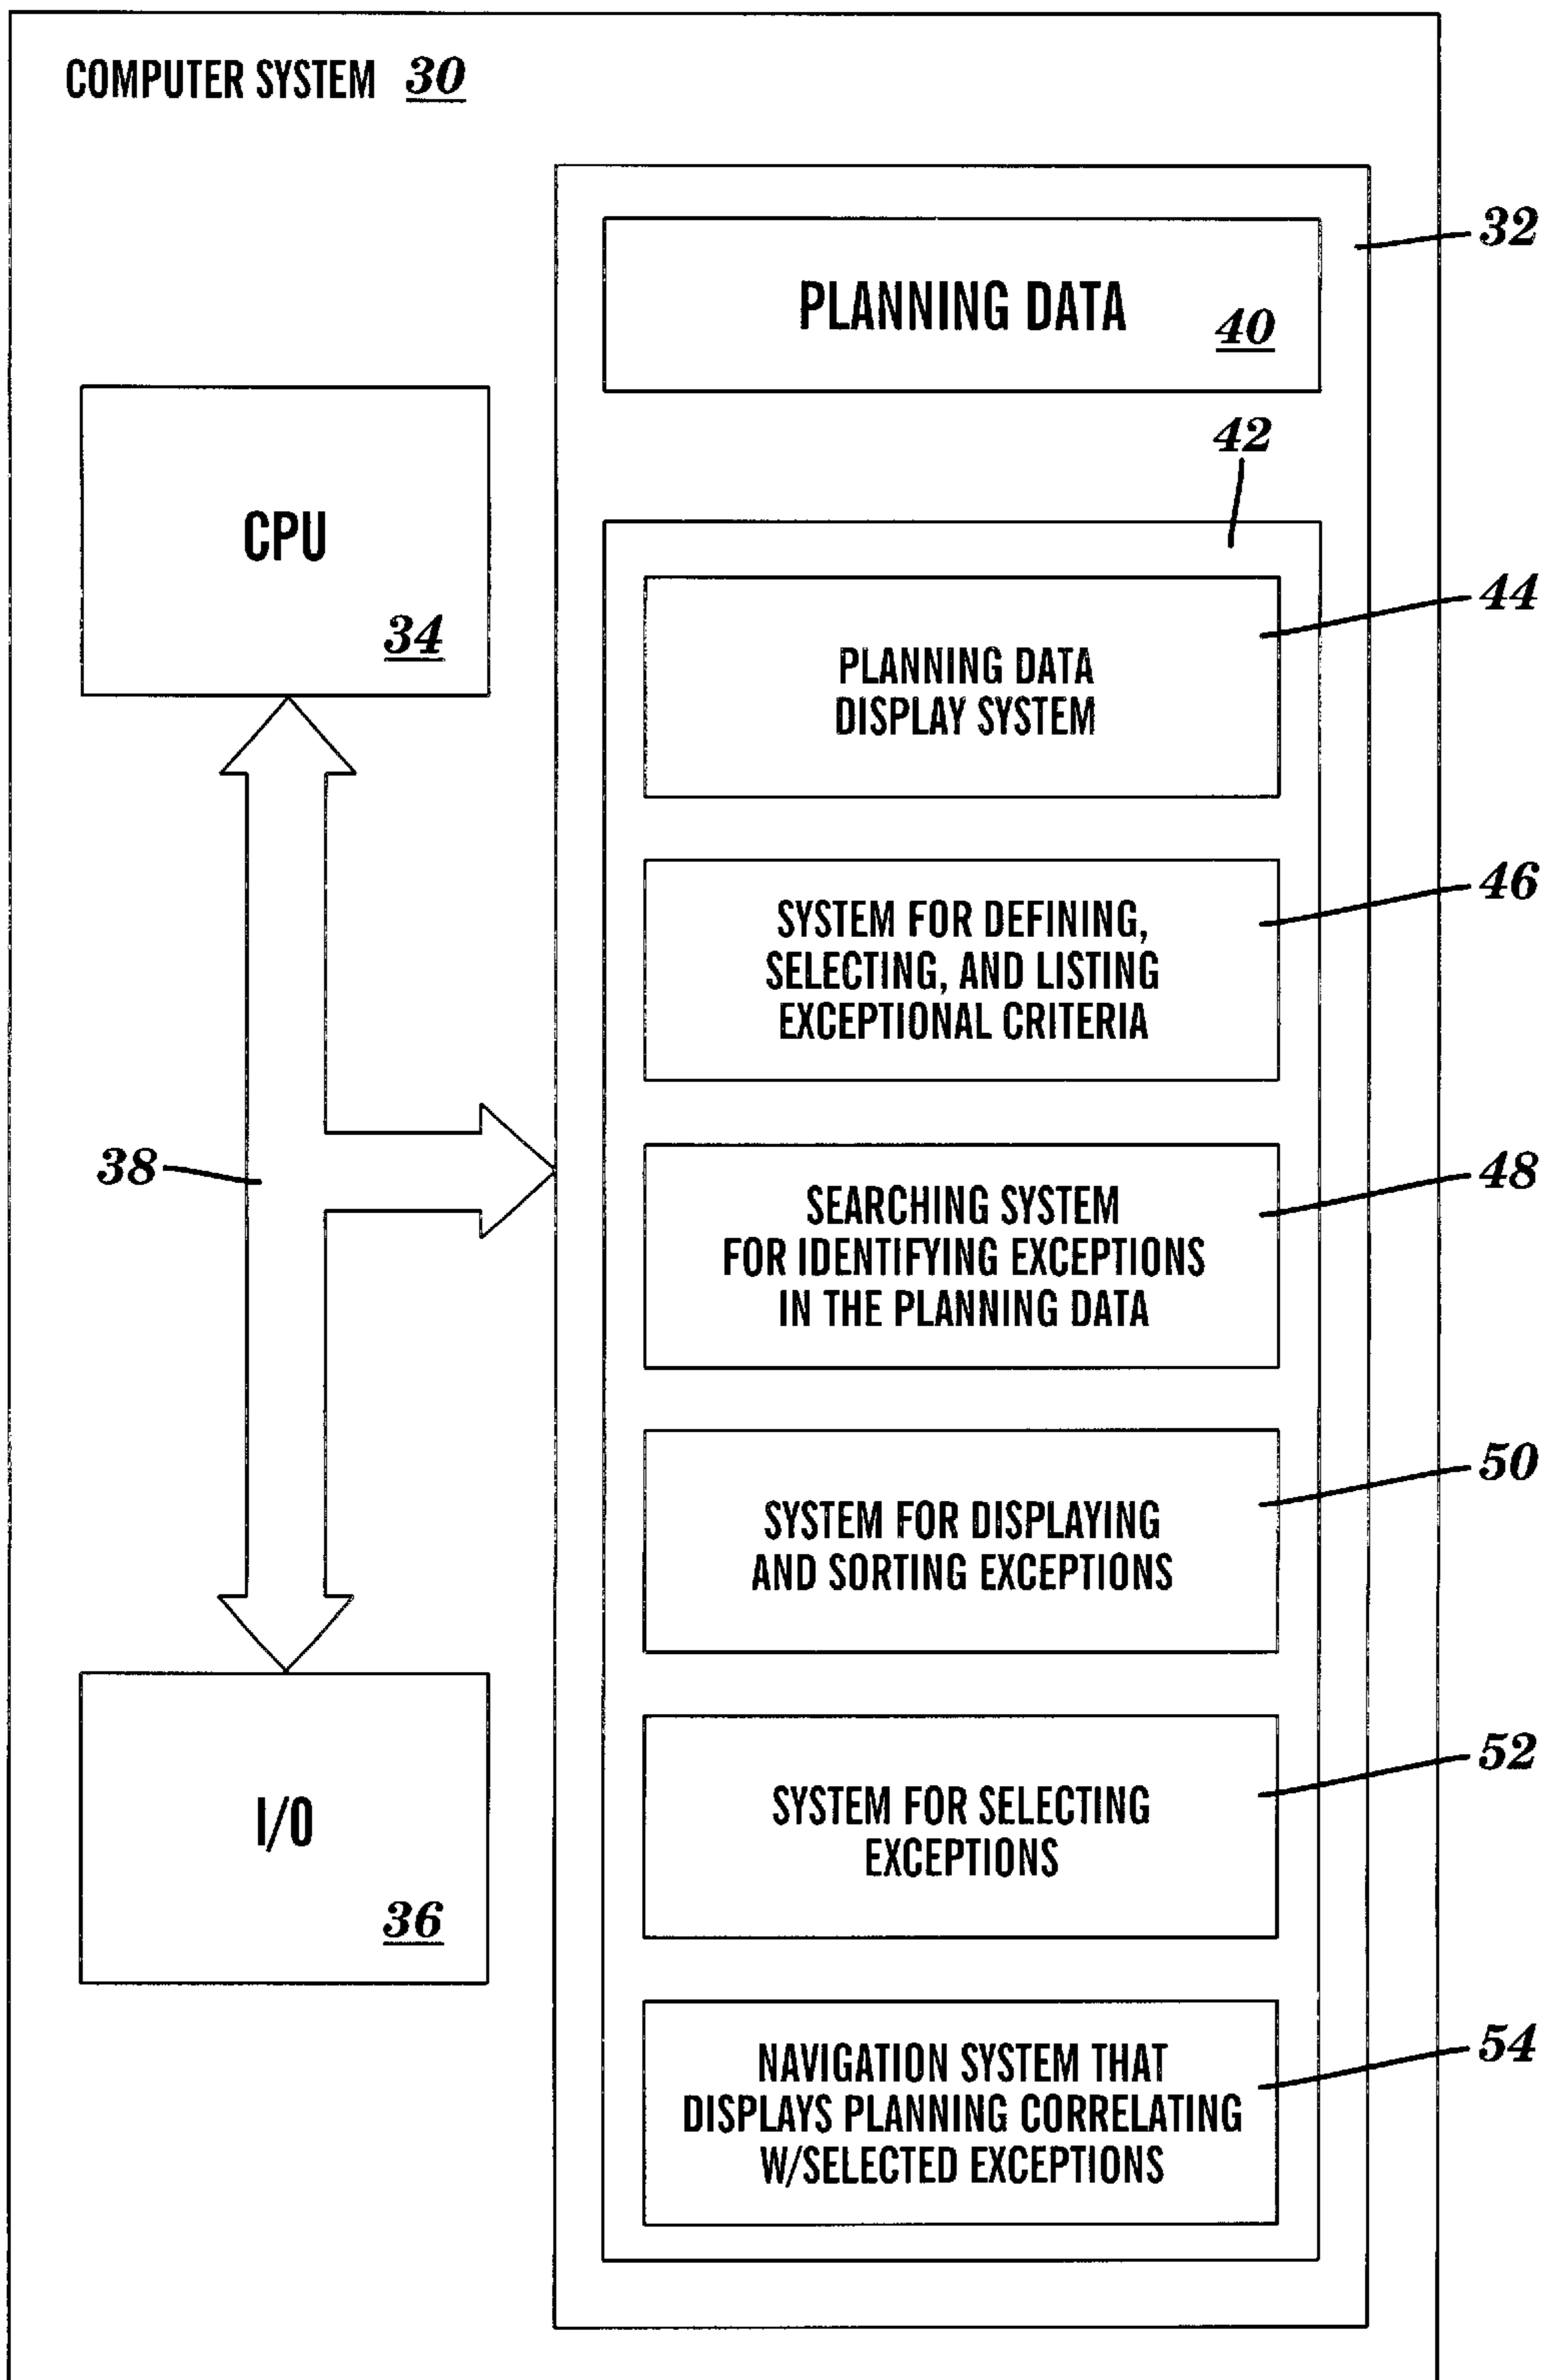 COMPUTER SYSTEM 30
32
PLANNING DATA
40
42
CPU
34
44
PLANNING DATA
DISPLAY SYSTEM
46
SYSTEM FOR DEFINING,
SELECTING, AND LISTING
EXCEPTIONAL CRITERIA
38
48
SEARCHING SYSTEM
FOR IDENTIFYING EXCEPTIONS
IN THE PLANNING DATA
50
SYSTEM FOR DISPLAYING
AND SORTING EXCEPTIONS
I/O
36
52
SYSTEM FOR SELECTING
EXCEPTIONS
54
NAVIGATION SYSTEM THAT
DISPLAYS PLANNING CORRELATING
W/SELECTED EXCEPTIONS